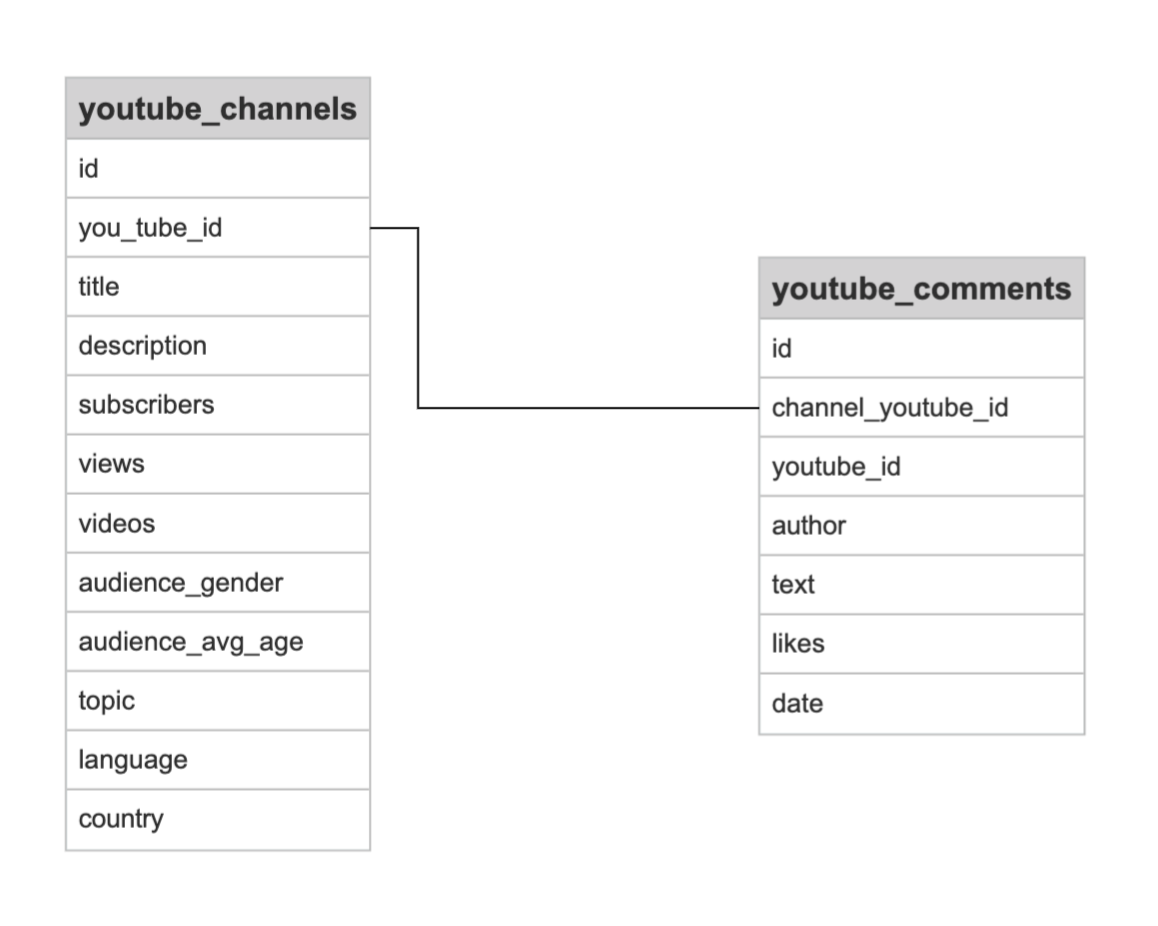 youtube_channels
id
you_tube_id
title
description
subscribers
views
videos
audience_gender
audience_avg_age
topic
language
country
youtube_comments
id
channel_youtube_id
youtube_id
author
text
likes
date